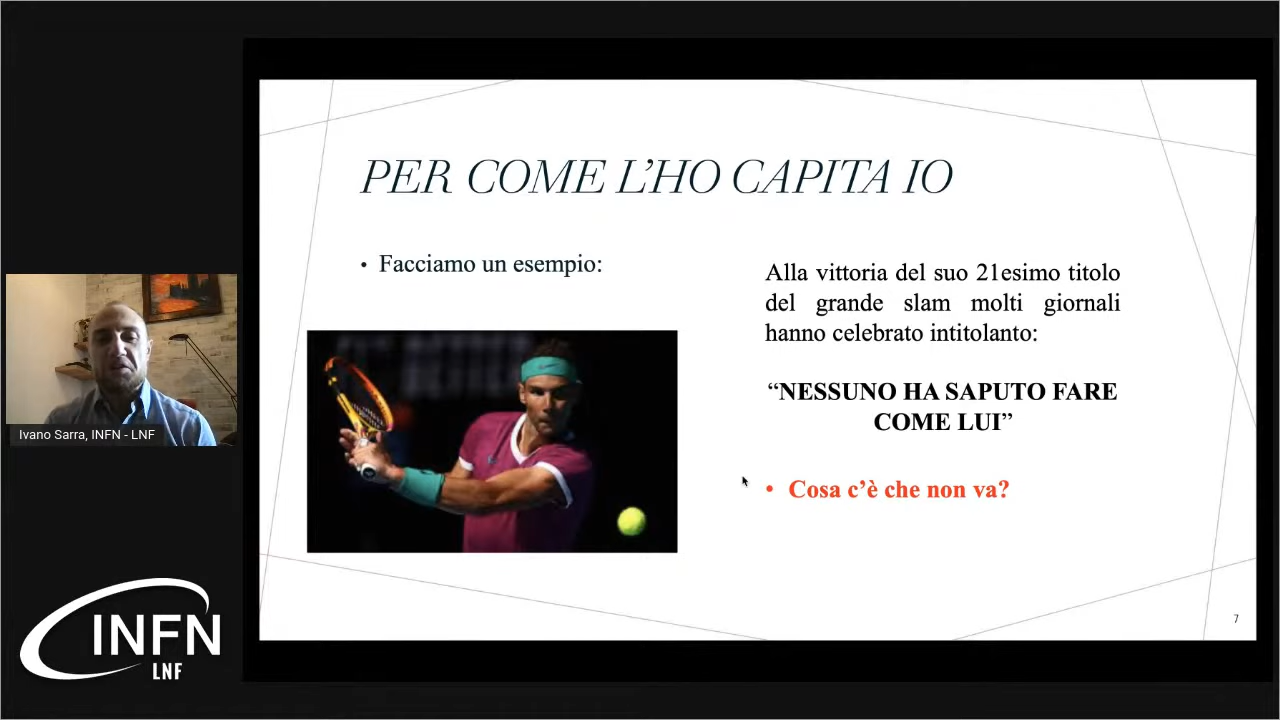 PER COME L’HO CAPITA IO
• Facciamo un esempio:
Alla vittoria del suo 21esimo titolo
del grande slam molti giornali
hanno celebrato intitolanto:
“NESSUNO HA SAPUTO FARE
COME LUI”
• Cosa c’è che non va?
7
Ivano Sarra, INFN - LNF
INFN
LNF